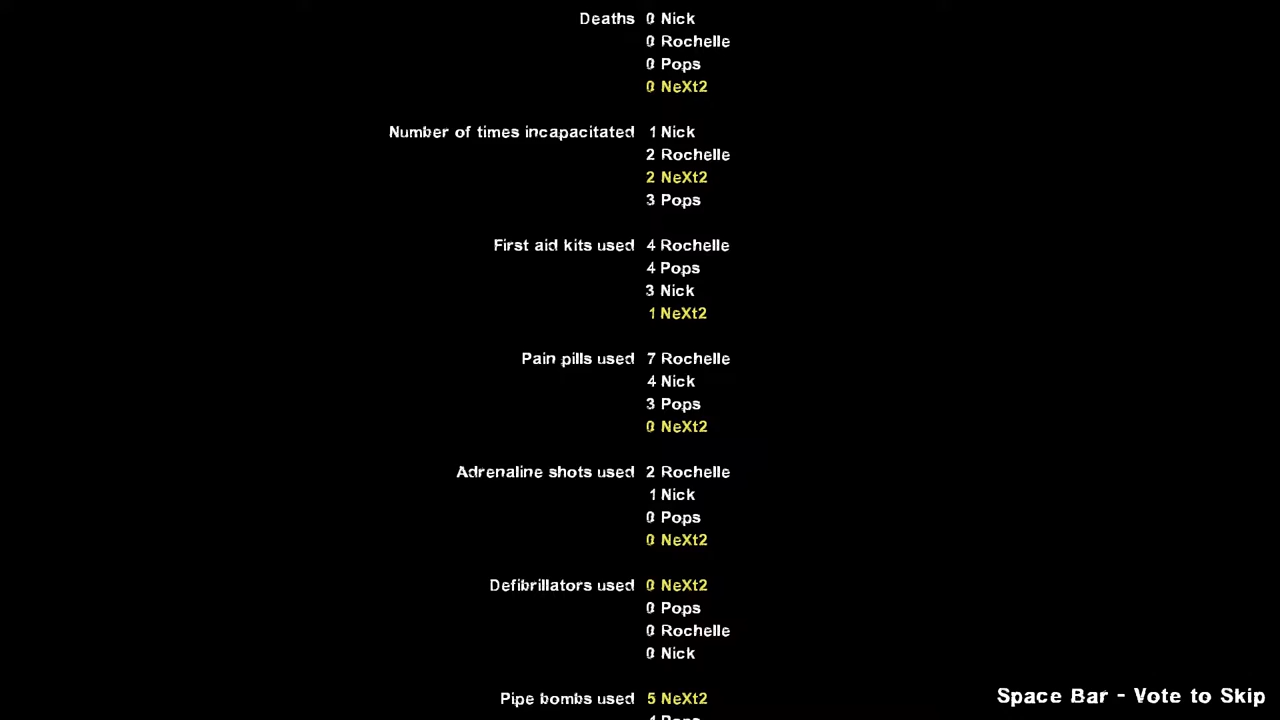 Deaths 0 Nick
0 Rochelle
0 Pops
0 NeXt2
Number of times incapacitated 1 Nick
2 Rochelle
2 NeXt2
3 Pops
First aid kits used 4 Rochelle
4 Pops
3 Nick
1 NeXt2
Pain pills used 7 Rochelle
4 Nick
3 Pops
0 NeXt2
Adrenaline shots used 2 Rochelle
1 Nick
0 Pops
0 NeXt2
Defibrillators used 0 NeXt2
0 Pops
0 Rochelle
0 Nick
Pipe bombs used 5 NeXt2
Pops
Space Bar - Vote to Skip